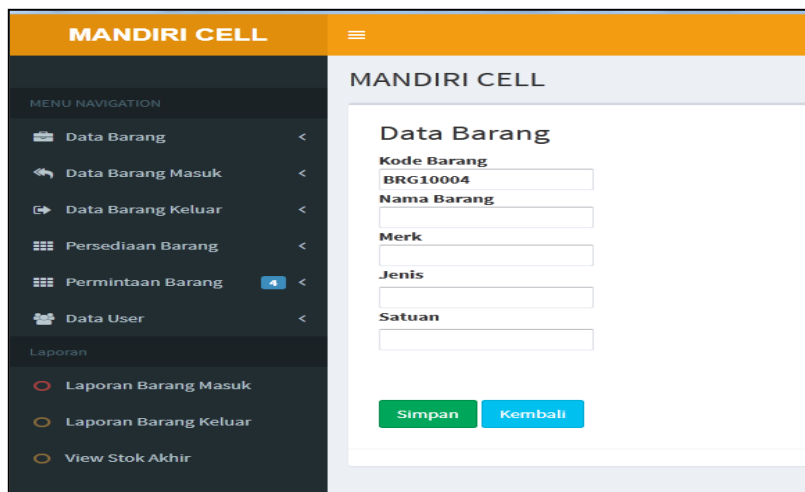 MANDIRI CELL
MENU NAVIGATION
Data Barang
Data Barang Masuk
Data Barang Keluar
Persediaan Barang
Permintaan Barang 4
Data User
Laporan
Laporan Barang Masuk
Laporan Barang Keluar
View Stok Akhir
MANDIRI CELL
Data Barang
Kode Barang
BRG10004
Nama Barang
Merk
Jenis
Satuan
Simpan Kembali